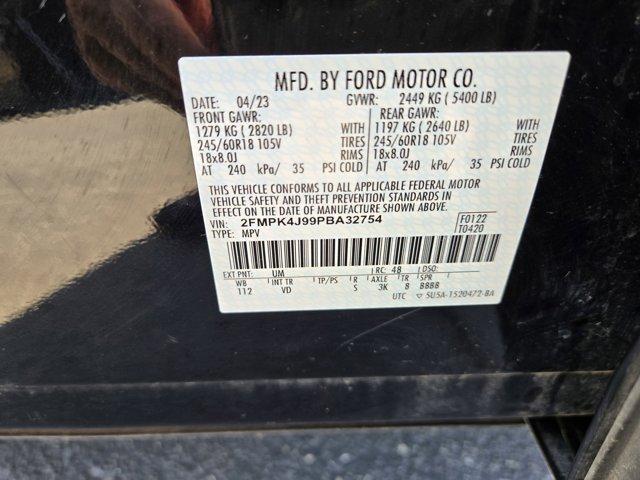 MFD. BY FORD MOTOR CO.
DATE: 04/23 GVWR: 2449 KG ( 5400 LB)
FRONT GAWR: REAR GAWR:
1279 KG ( 2820 LB) WITH 1197 KG ( 2640 LB) WITH
245/60R18 105V TIRES 245/60R18 105V TIRES
18x8.0J RIMS 18x8.0J RIMS
AT 240 kPa/ 35 PSI COLD AT 240 kPa/ 35 PSI COLD
THIS VEHICLE CONFORMS TO ALL APPLICABLE FEDERAL MOTOR
VEHICLE SAFETY AND THEFT PREVENTION STANDARDS IN
EFFECT ON THE DATE OF MANUFACTURE SHOWN ABOVE.
VIN: 2FMPK4J99PBA32754 F0122
TYPE: MPV T0420
EXT PNT: UM RC: 48 DSO:
WB INT TR TP/PS R AXLE TR SPR
112 VD S 3K 8 BBBB
UTC ▽ 5U5A-1520472-BA